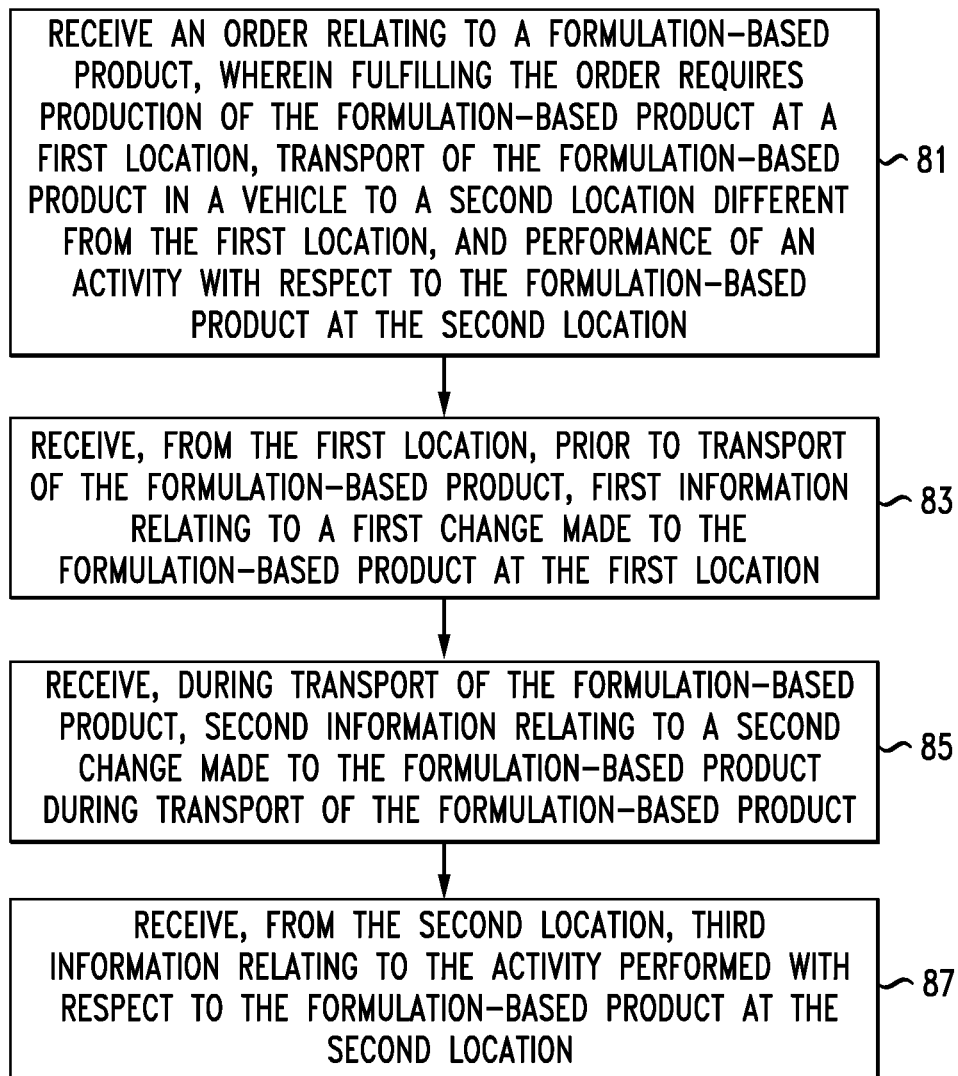 RECEIVE AN ORDER RELATING TO A FORMULATION-BASED
PRODUCT, WHEREIN FULFILLING THE ORDER REQUIRES
PRODUCTION OF THE FORMULATION-BASED PRODUCT AT A
FIRST LOCATION, TRANSPORT OF THE FORMULATION-BASED
PRODUCT IN A VEHICLE TO A SECOND LOCATION DIFFERENT
FROM THE FIRST LOCATION, AND PERFORMANCE OF AN
ACTIVITY WITH RESPECT TO THE FORMULATION-BASED
PRODUCT AT THE SECOND LOCATION
81
RECEIVE, FROM THE FIRST LOCATION, PRIOR TO TRANSPORT
OF THE FORMULATION-BASED PRODUCT, FIRST INFORMATION
RELATING TO A FIRST CHANGE MADE TO THE
FORMULATION-BASED PRODUCT AT THE FIRST LOCATION
83
RECEIVE, DURING TRANSPORT OF THE FORMULATION-BASED
PRODUCT, SECOND INFORMATION RELATING TO A SECOND
CHANGE MADE TO THE FORMULATION-BASED PRODUCT
DURING TRANSPORT OF THE FORMULATION-BASED PRODUCT
85
RECEIVE, FROM THE SECOND LOCATION, THIRD
INFORMATION RELATING TO THE ACTIVITY PERFORMED WITH
RESPECT TO THE FORMULATION-BASED PRODUCT AT THE
SECOND LOCATION
87